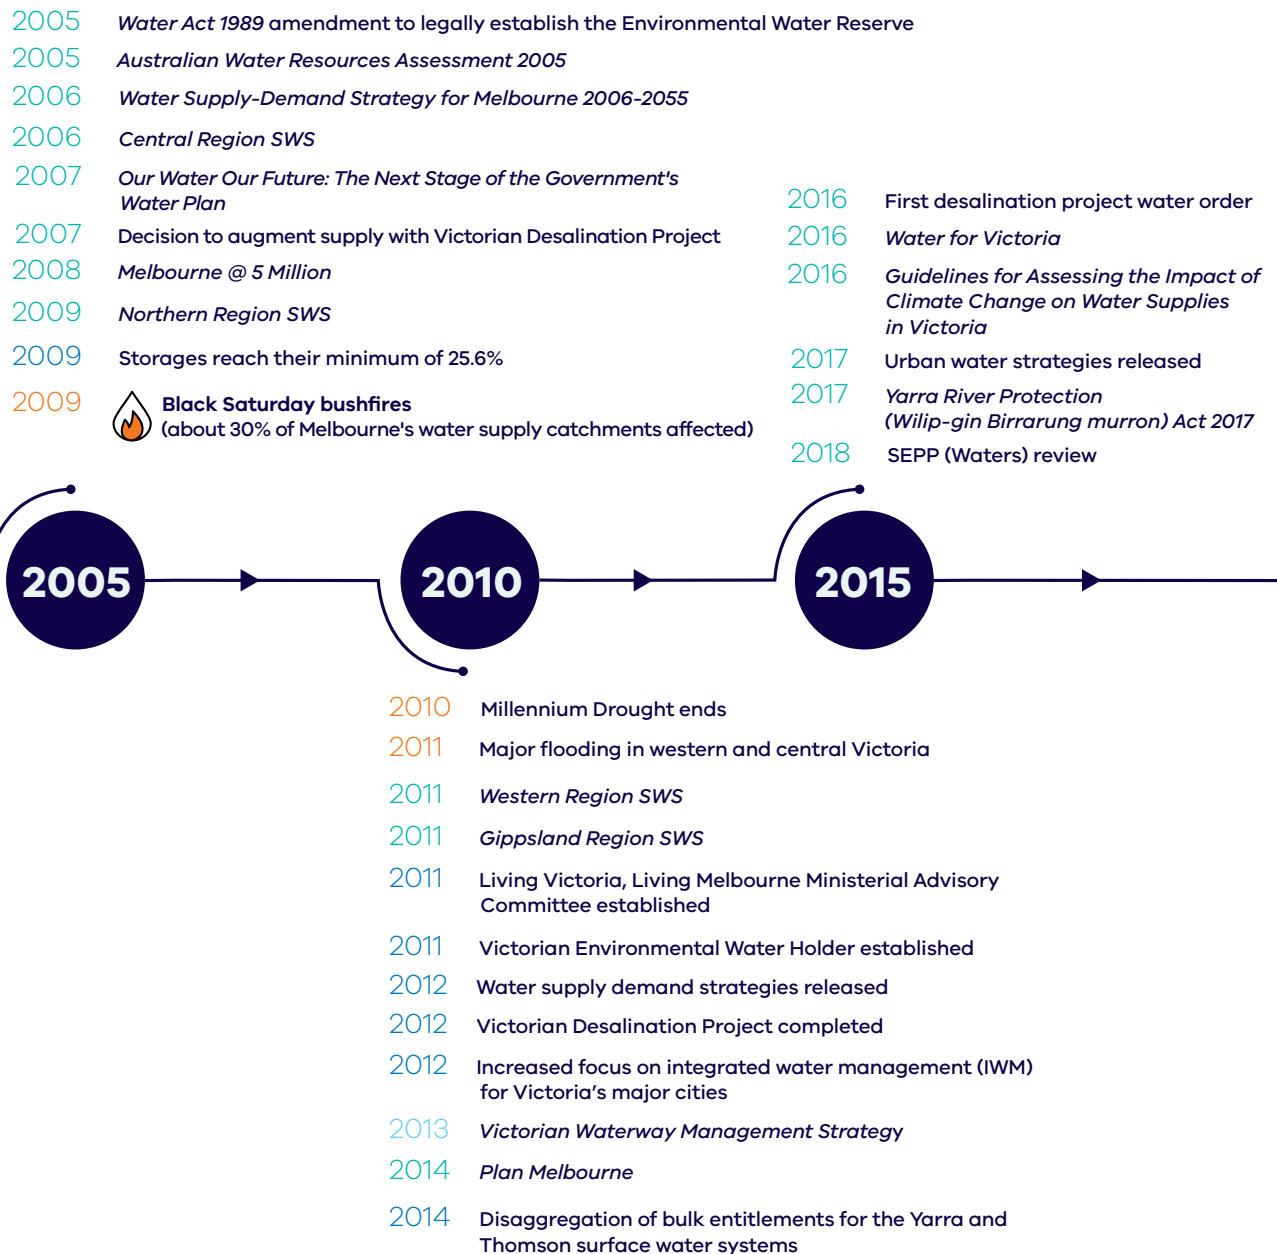 2005 Water Act 1989 amendment to legally establish the Environmental Water Reserve
2005 Australian Water Resources Assessment 2005
2006 Water Supply-Demand Strategy for Melbourne 2006-2055
2006 Central Region SWS
2007 Our Water Our Future: The Next Stage of the Government's
Water Plan
2007 Decision to augment supply with Victorian Desalination Project
2008 Melbourne @ 5 Million
2009 Northern Region SWS
2009 Storages reach their minimum of 25.6%
2009 Black Saturday bushfires
(about 30% of Melbourne's water supply catchments affected)
2016 First desalination project water order
2016 Water for Victoria
2016 Guidelines for Assessing the Impact of
Climate Change on Water Supplies
in Victoria
2017 Urban water strategies released
2017 Yarra River Protection
(Wilip-gin Birrarung murron) Act 2017
2018 SEPP (Waters) review
2005
2010
2015
2010 Millennium Drought ends
2011 Major flooding in western and central Victoria
2011 Western Region SWS
2011 Gippsland Region SWS
2011 Living Victoria, Living Melbourne Ministerial Advisory
Committee established
2011 Victorian Environmental Water Holder established
2012 Water supply demand strategies released
2012 Victorian Desalination Project completed
2012 Increased focus on integrated water management (IWM)
for Victoria’s major cities
2013 Victorian Waterway Management Strategy
2014 Plan Melbourne
2014 Disaggregation of bulk entitlements for the Yarra and
Thomson surface water systems